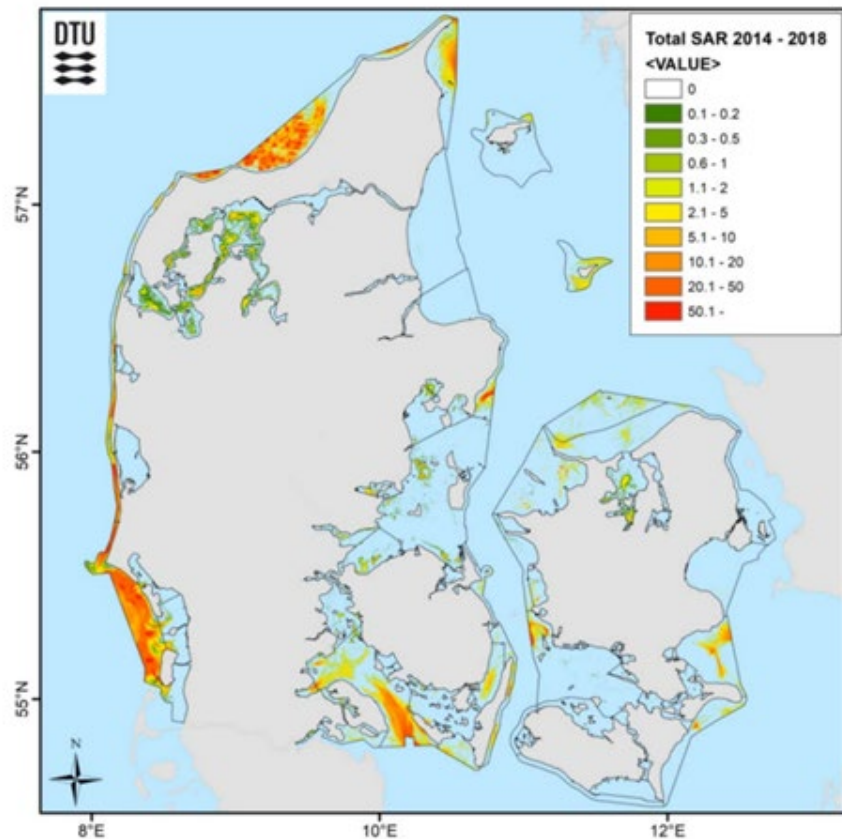 DTU
Total SAR 2014 - 2018
<VALUE>
0
0.1 - 0.2
0.3 - 0.5
0.6 - 1
1.1 - 2
2.1 - 5
5.1 - 10
10.1 - 20
20.1 - 50
50.1 -
57°N
56°N
55°N
N
8°E
10°E
12°E